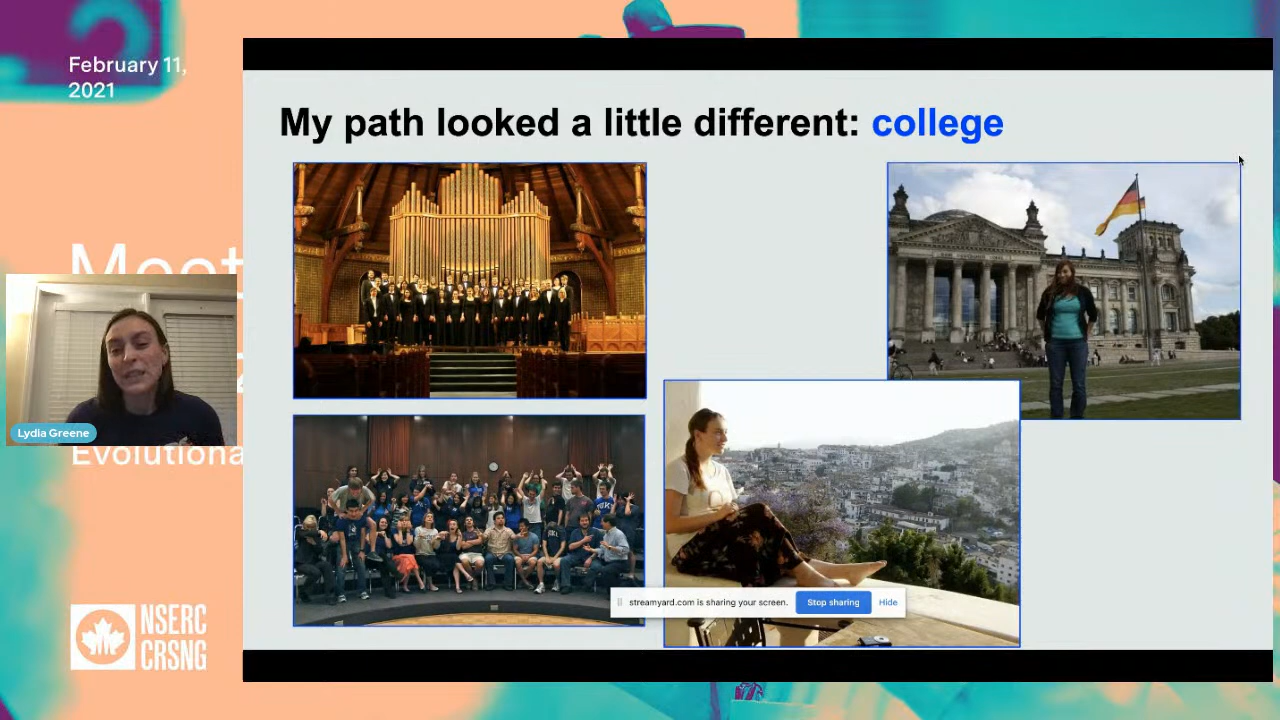 February 11,
2021
My path looked a little different: college
Lydia Greene
streamyard.com is sharing your screen.
Stop sharing
Hide
NSERC
CRSNG